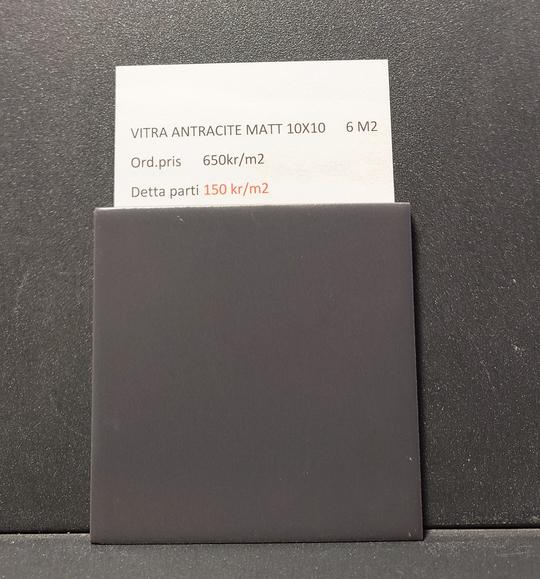 VITRA ANTRACITE MATT 10X10 6 M2
Ord.pris 650kr/m2
Detta parti 150 kr/m2